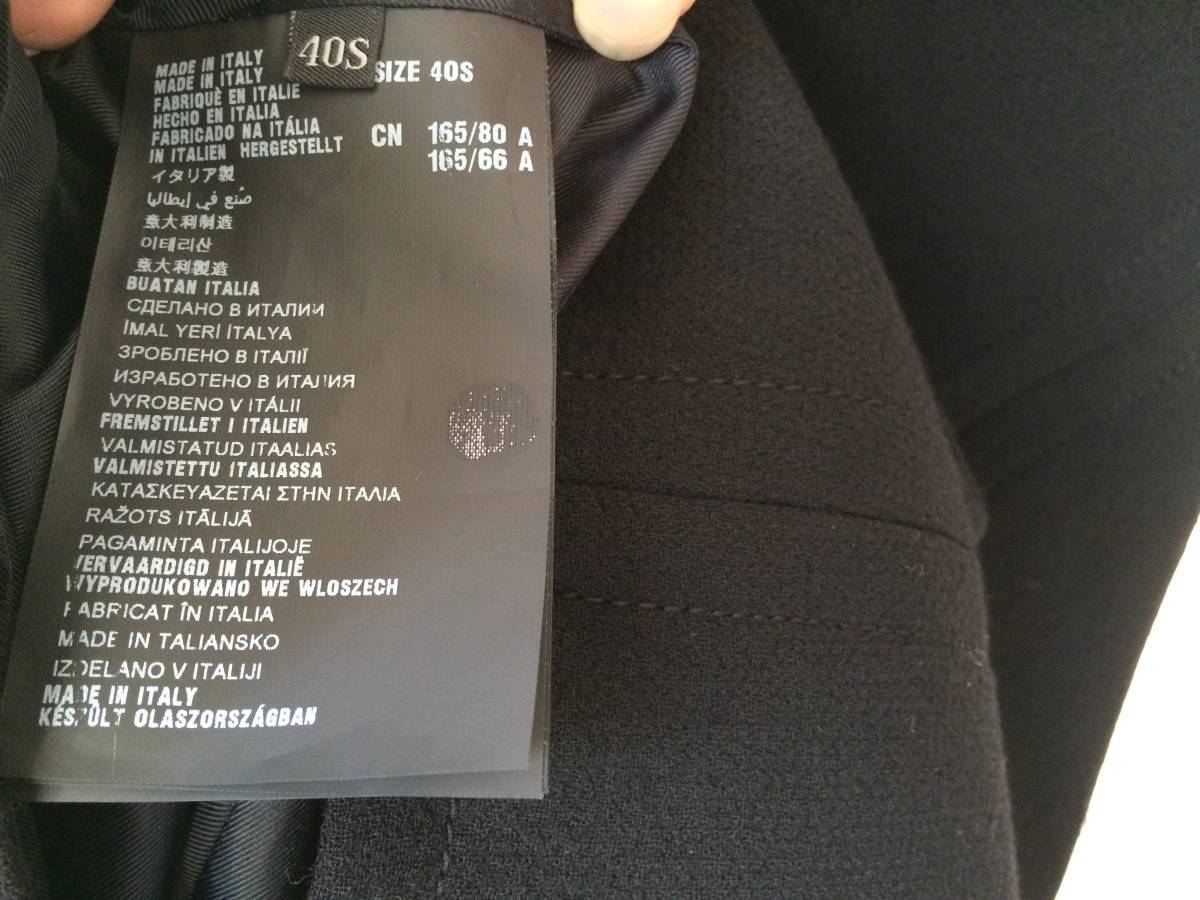 40S
MADE IN ITALY
MADE IN ITALY
FABRIQUÈ EN ITALIE
HECHO EN ITALIA
FABRICADO NA ITÁLIA
IN ITALIEN HERGESTELLT
イタリア製
صُنع في إيطاليا
意大利制造
이태리산
意大利製造
BUATAN ITALIA
СДЕЛАНО В ИТАЛИИ
İMAL YERİ İTALYA
ЗРОБЛЕНО В ІТАЛІЇ
ИЗРАБОТЕНО В ИТАЛИЯ
VYROBENO V ITÁLII
FREMSTILLET I ITALIEN
VALMISTATUD ITAALIAS
VALMISTETTU ITALIASSA
ΚΑΤΑΣΚΕΥΑΖΕΤΑΙ ΣΤΗΝ ΙΤΑΛΙΑ
RAŽOTS ITĀLIJĀ
PAGAMINTA ITALIJOJE
VERVAARDIGD IN ITALIË
WYPRODUKOWANO WE WLOSZECH
FABRICAT ÎN ITALIA
MADE IN TALIANSKO
IZDELANO V ITALIJI
MADE IN ITALY
KÉSZÜLT OLASZORSZÁGBAN
SIZE 40S
CN 165/80 A
165/66 A